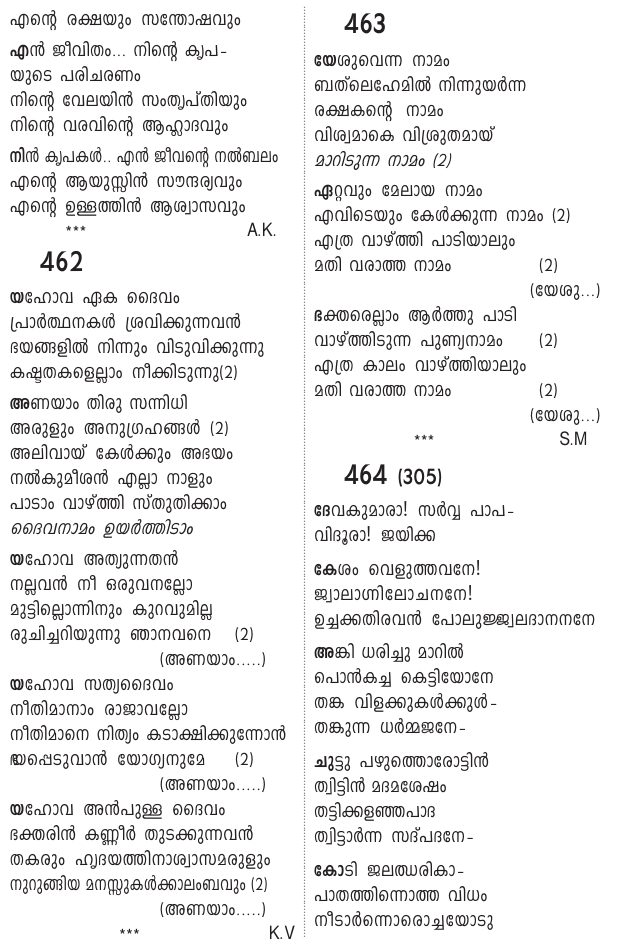 എന്റെ രക്ഷയും സന്തോഷവും
എൻ ജീവിതം... നിന്റെ കൃപ-
യുടെ പരിചരണം
നിന്റെ വേലയിൻ സംതൃപ്തിയും
നിന്റെ വരവിന്റെ ആഹ്ലാദവും
നിൻ കൃപകൾ.. എൻ ജീവന്റെ നൽബലം
എന്റെ ആയുസ്സിൻ സൗന്ദര്യവും
എന്റെ ഉള്ളത്തിൻ ആശ്വാസവും
*** A.K.
462
യഹോവ ഏക ദൈവം
പ്രാർത്ഥനകൾ ശ്രവിക്കുന്നവൻ
ഭയങ്ങളിൽ നിന്നും വിടുവിക്കുന്നു
കഷ്ടതകളെല്ലാം നീക്കിടുന്നു(2)
അണയാം തിരു സന്നിധി
അരുളും അനുഗ്രഹങ്ങൾ (2)
അലിവായ് കേൾക്കും അഭയം
നൽകുമീശൻ എല്ലാ നാളും
പാടാം വാഴ്ത്തി സ്തുതിക്കാം
ദൈവനാമം ഉയർത്തിടാം
യഹോവ അത്യുന്നതൻ
നല്ലവൻ നീ ഒരുവനല്ലോ
മുട്ടില്ലൊന്നിനും കുറവുമില്ല
രുചിച്ചറിയുന്നു ഞാനവനെ (2)
(അണയാം.....)
യഹോവ സത്യദൈവം
നീതിമാനാം രാജാവല്ലോ
നീതിമാനെ നിത്യം കടാക്ഷിക്കുന്നോൻ
ഭയപ്പെടുവാൻ യോഗ്യനുമേ (2)
(അണയാം.....)
യഹോവ അൻപുള്ള ദൈവം
ഭക്തരിൻ കണ്ണീർ തുടക്കുന്നവൻ
തകരും ഹൃദയത്തിനാശ്വാസമരുളും
നുറുങ്ങിയ മനസ്സുകൾക്കാലംബവും (2)
(അണയാം.....)
*** K.V
463
യേശുവെന്ന നാമം
ബത്‌ലെഹേമിൽ നിന്നുയർന്ന
രക്ഷകന്റെ നാമം
വിശ്വമാകെ വിശ്രുതമായ്
മാറിടുന്ന നാമം (2)
ഏറ്റവും മേലായ നാമം
എവിടെയും കേൾക്കുന്ന നാമം (2)
എത്ര വാഴ്ത്തി പാടിയാലും
മതി വരാത്ത നാമം (2)
(യേശു...)
ഭക്തരെല്ലാം ആർത്തു പാടി
വാഴ്ത്തിടുന്ന പുണ്യനാമം (2)
എത്ര കാലം വാഴ്ത്തിയാലും
മതി വരാത്ത നാമം (2)
(യേശു...)
*** S.M
464 (305)
ദേവകുമാരാ! സർവ്വ പാപ-
വിദൂരാ! ജയിക്ക
കേശം വെളുത്തവനേ!
ജ്വാലാഗ്നിലോചനനേ!
ഉച്ചക്കതിരവൻ പോലുജ്ജ്വലദാനനനേ
അങ്കി ധരിച്ചു മാറിൽ
പൊൻകച്ച കെട്ടിയോനേ
തങ്ക വിളക്കുകൾക്കുൾ-
തങ്കുന്ന ധർമ്മജനേ-
ചുട്ടു പഴുത്തൊരോട്ടിൻ
ത്വിട്ടിൻ മദമശേഷം
തട്ടിക്കളഞ്ഞപാദ
ത്വിട്ടാർന്ന സദ്പദനേ-
കോടി ജലഝരികാ-
പാതത്തിന്നൊത്ത വിധം
നീടാർന്നൊരൊച്ചയോടു